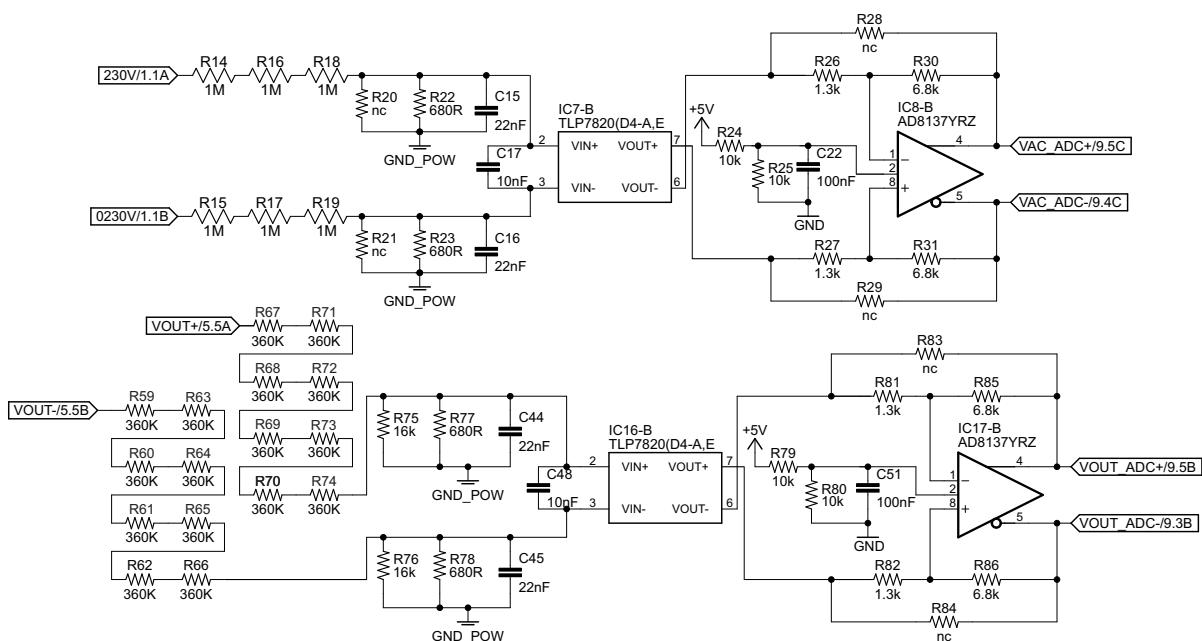 230V/1.1A
R14
1M
R16
1M
R18
1M
R20
nc
R22
680R
C15
22nF
GND_POW
C17
10nF
0230V/1.1B
R15
1M
R17
1M
R19
1M
R21
nc
R23
680R
C16
22nF
GND_POW
IC7-B
TLP7820(D4-A,E
2
VIN+
VOUT+
7
3
VIN-
VOUT-
6
+5V
R24
10k
R25
10k
C22
100nF
GND
R28
nc
R26
1.3k
R30
6.8k
IC8-B
AD8137YRZ
1
2
8
4
5
VAC_ADC+/9.5C
VAC_ADC-/9.4C
R27
1.3k
R31
6.8k
R29
nc
VOUT+/5.5A
R67
360K
R71
360K
R68
360K
R72
360K
R69
360K
R73
360K
R70
360K
R74
360K
VOUT-/5.5B
R59
360K
R63
360K
R60
360K
R64
360K
R61
360K
R65
360K
R62
360K
R66
360K
R75
16k
R77
680R
C44
22nF
GND_POW
C48
10nF
R76
16k
R78
680R
C45
22nF
GND_POW
IC16-B
TLP7820(D4-A,E
2
VIN+
VOUT+
7
3
VIN-
VOUT-
6
+5V
R79
10k
R80
10k
C51
100nF
GND
R83
nc
R81
1.3k
R85
6.8k
IC17-B
AD8137YRZ
1
2
8
4
5
VOUT_ADC+/9.5B
VOUT_ADC-/9.3B
R82
1.3k
R86
6.8k
R84
nc